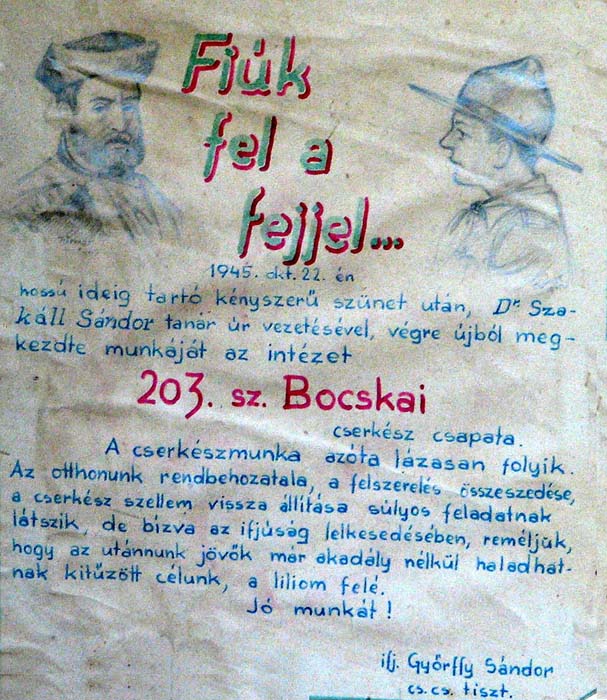 Fiúk
fel a
fejjel...
1945. okt. 22. én
hossú ideig tartó kényszerű szünet után, Dr. Sza-
káll Sándor tanár úr vezetésével, végre újból meg-
kezdte munkáját az intézet
203. sz. Bocskai
cserkész csapata.
A cserkészmunka azóta lázasan folyik.
Az otthonunk rendbehozatala, a felszerelés összeszedése,
a cserkész szellem vissza állítása súlyos feladatnak
látszik, de bízva az ifjúság lelkesedésében, reméljük,
hogy az utánnunk jövők már akadály nélkül haladhat-
nak kitűzött célunk, a liliom felé.
Jó munkát!
ifj. Győrffy Sándor
cs. cs. tiszt.